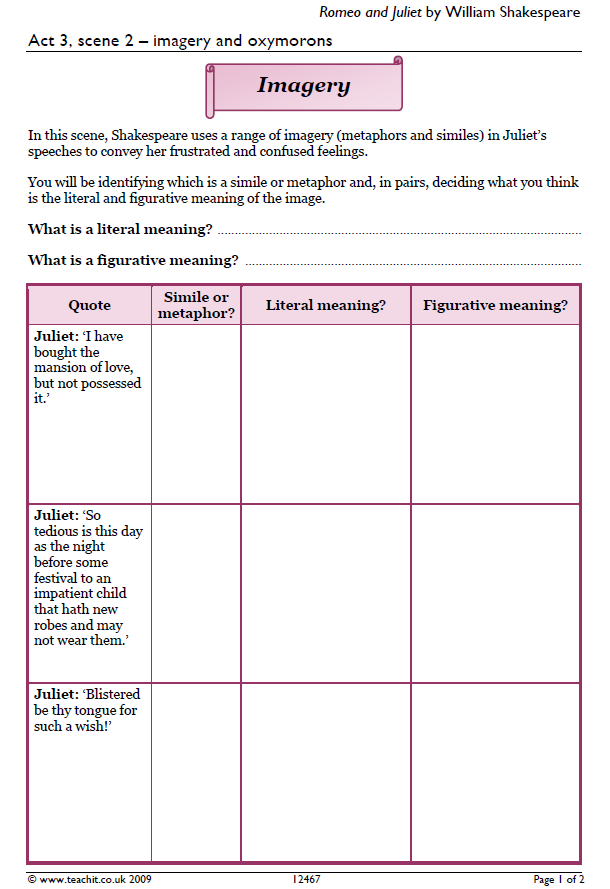 Romeo and Juliet by William Shakespeare
Act 3, scene 2 – imagery and oxymorons
Imagery
In this scene, Shakespeare uses a range of imagery (metaphors and similes) in Juliet’s
speeches to convey her frustrated and confused feelings.
You will be identifying which is a simile or metaphor and, in pairs, deciding what you think
is the literal and figurative meaning of the image.
What is a literal meaning? ...............................................................................................
What is a figurative meaning? ........................................................................................
Quote
Simile or
metaphor?
Literal meaning?
Figurative meaning?
Juliet: ‘I have
bought the
mansion of love,
but not possessed
it.’
Juliet: ‘So
tedious is this day
as the night
before some
festival to an
impatient child
that hath new
robes and may
not wear them.’
Juliet: ‘Blistered
be thy tongue for
such a wish!’
© www.teachit.co.uk 2009
12467
Page 1 of 2